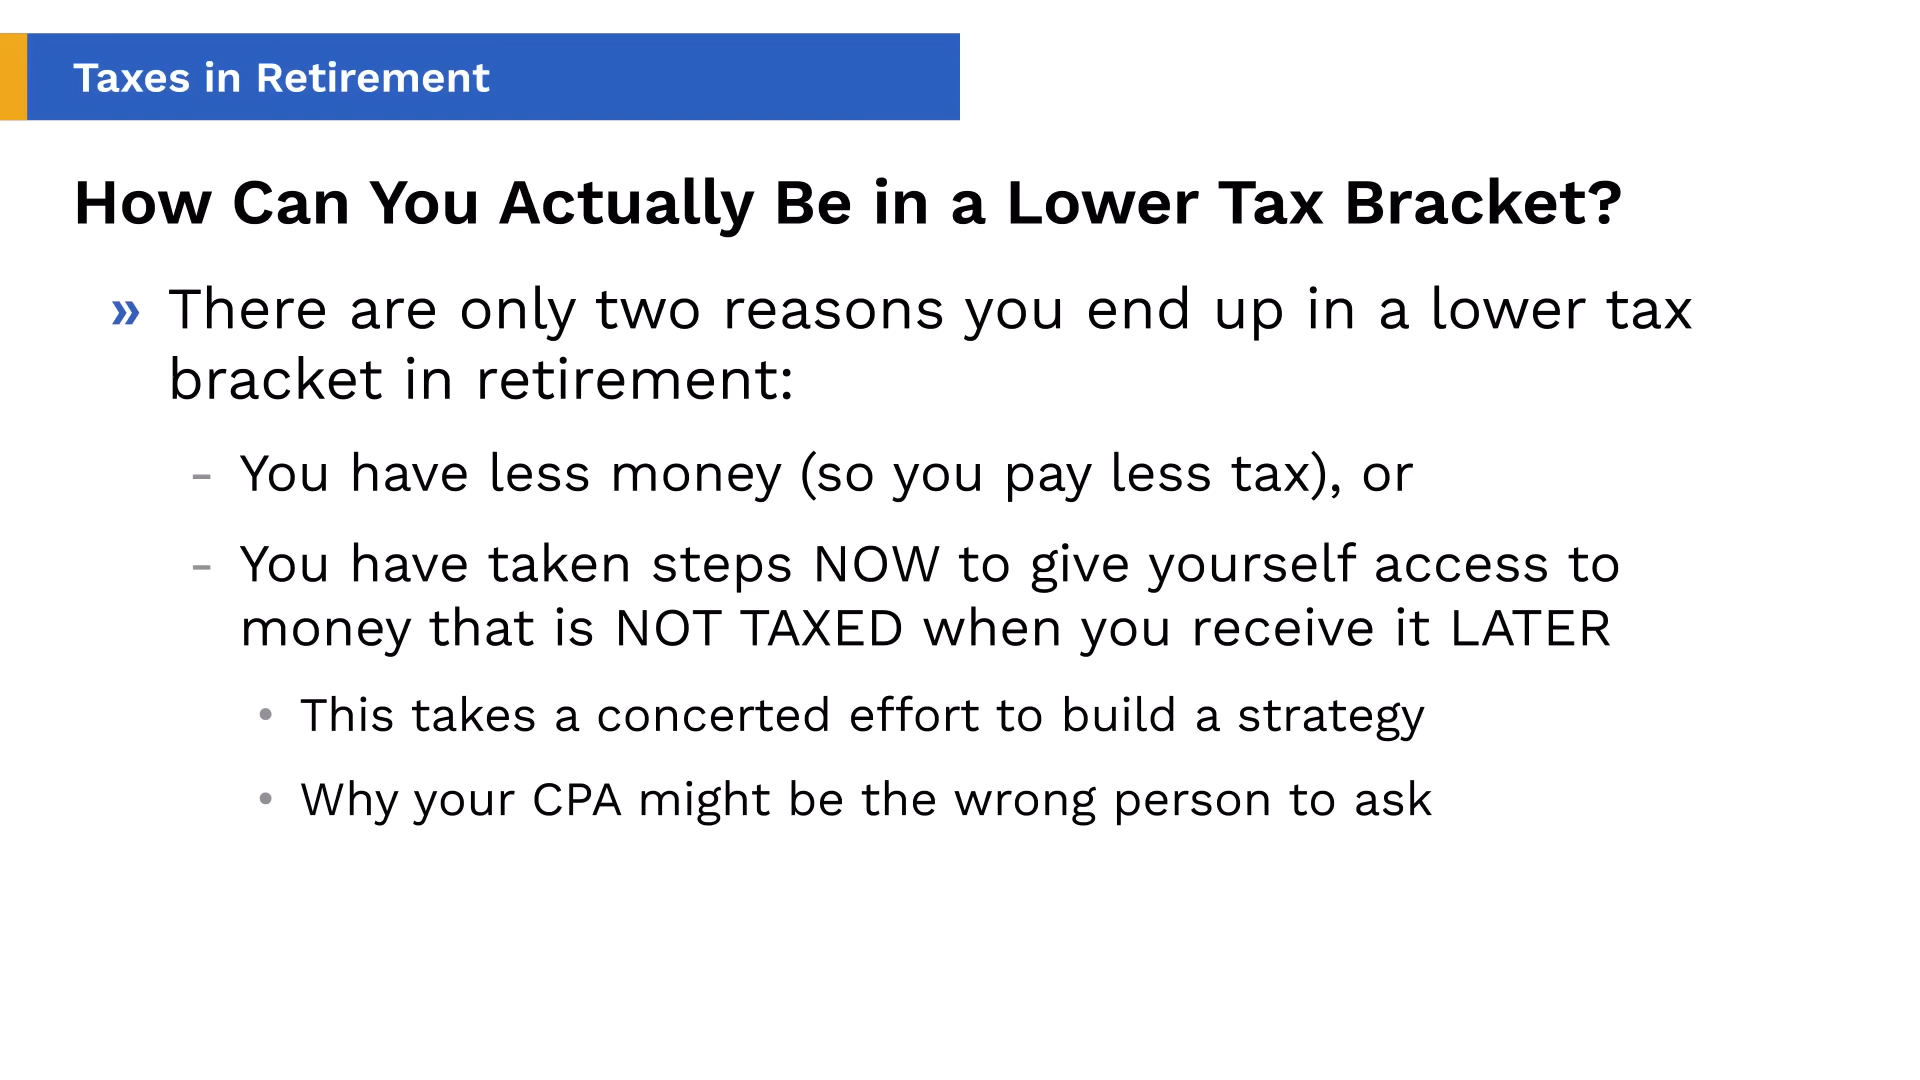 Taxes in Retirement
How Can You Actually Be in a Lower Tax Bracket?
» There are only two reasons you end up in a lower tax
bracket in retirement:
- You have less money (so you pay less tax), or
- You have taken steps NOW to give yourself access to
money that is NOT TAXED when you receive it LATER
• This takes a concerted effort to build a strategy
• Why your CPA might be the wrong person to ask